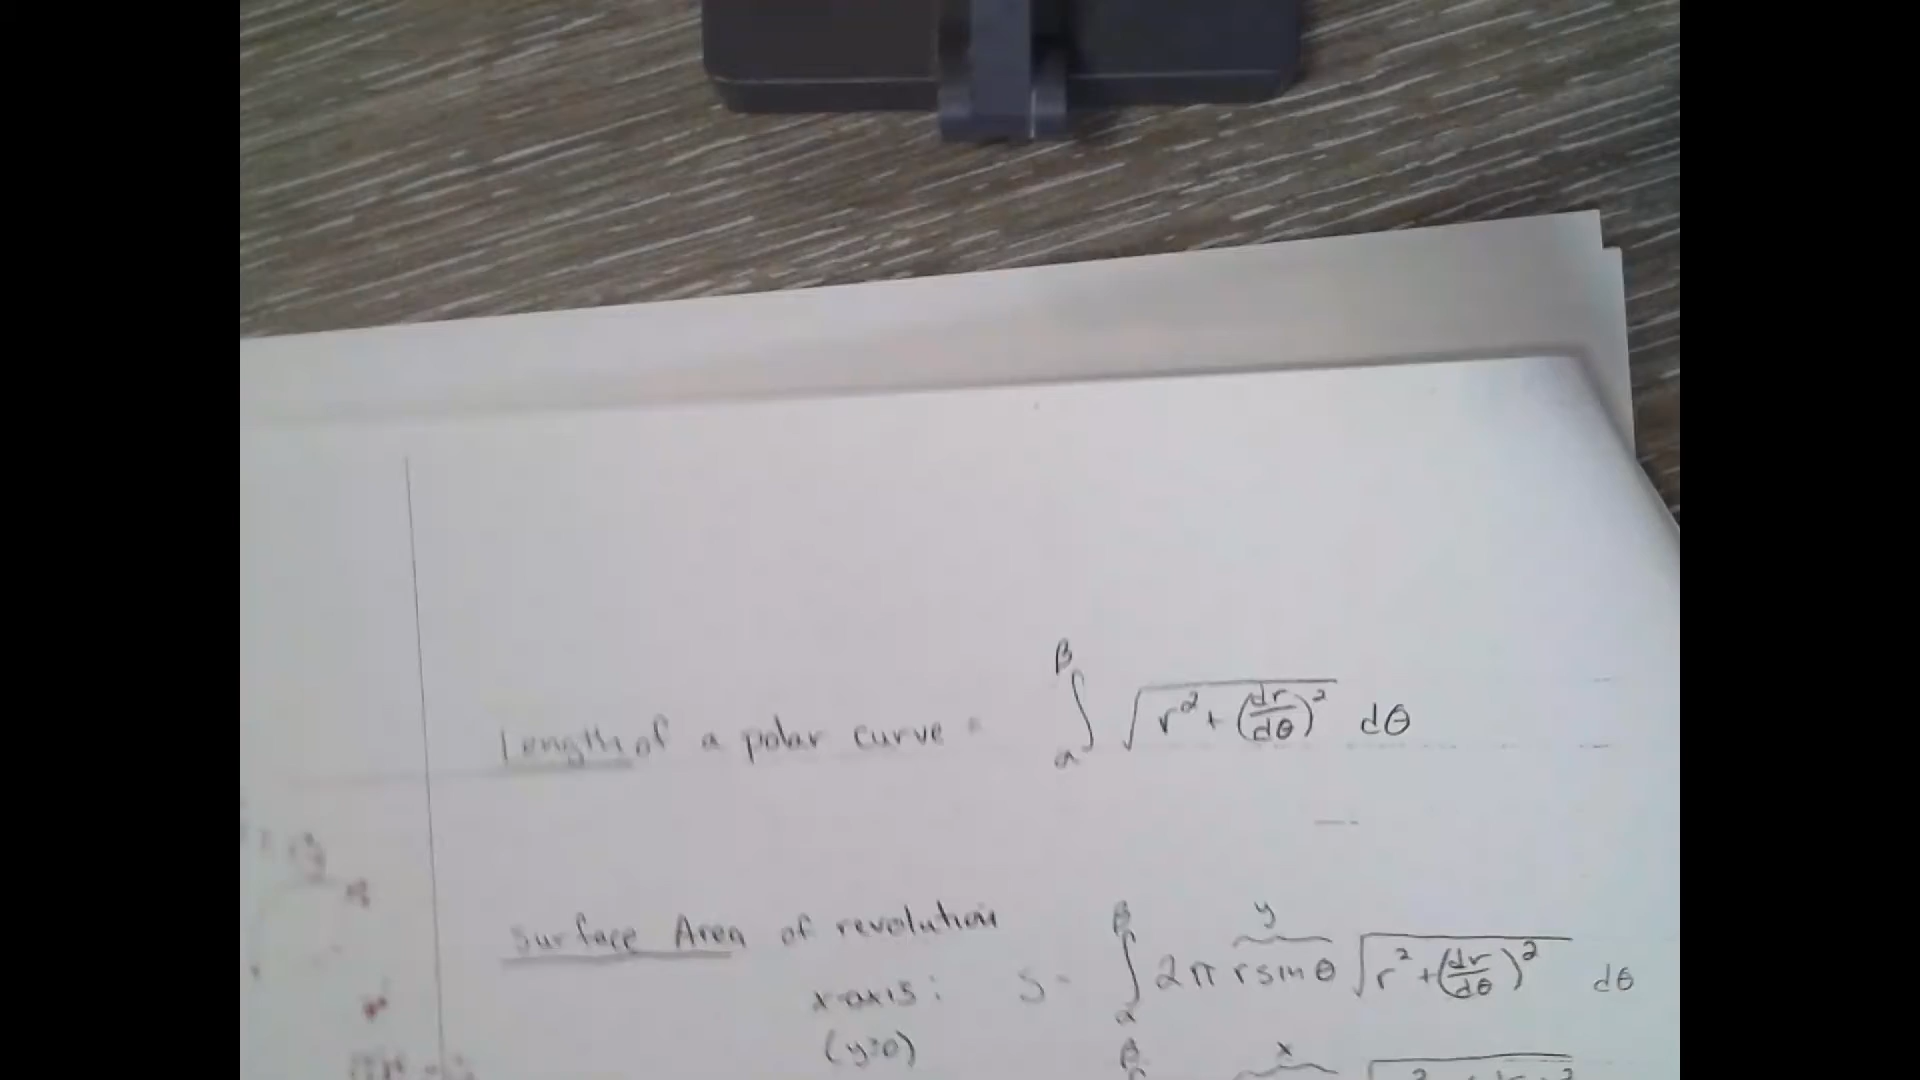 Length of a polar curve = ∫_α^β √(r² + (dr/dθ)²) dθ
Surface Area of revolution
x-axis: S = ∫_α^β 2π r sin θ √(r² + (dr/dθ)²) dθ
y
(y≥0)
β
x